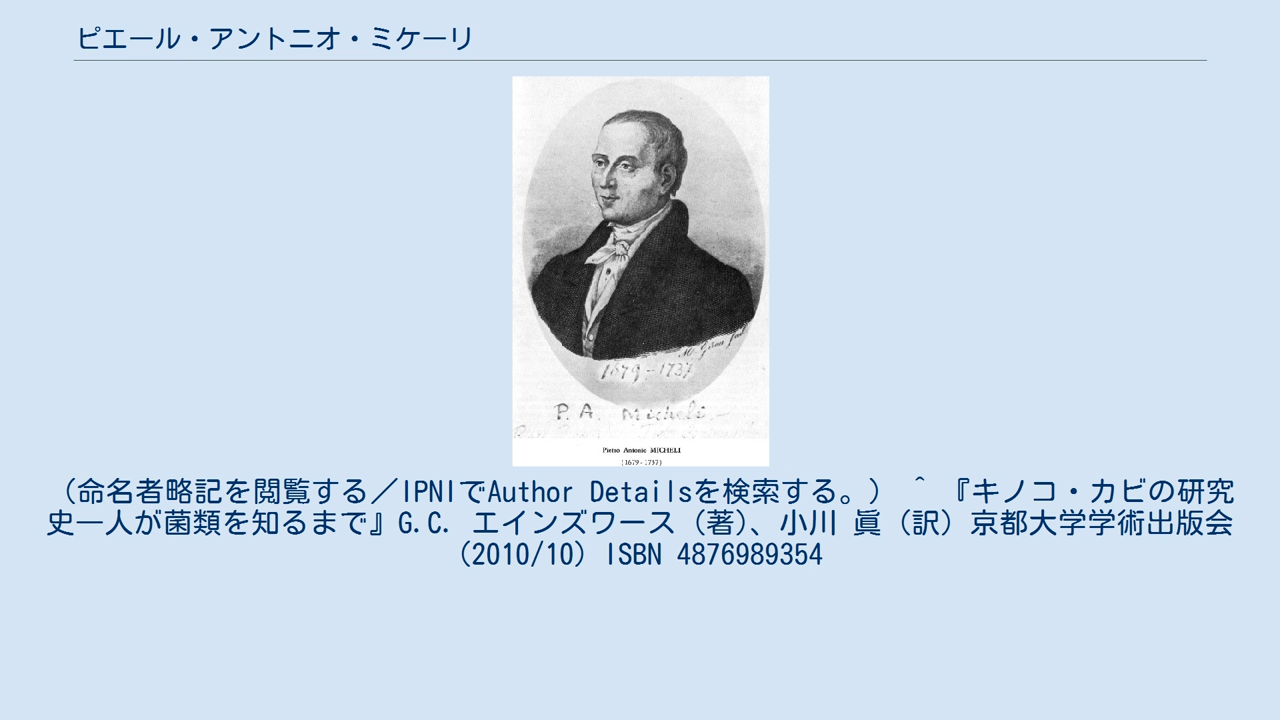 ピエール・アントニオ・ミケーリ
M. G
1679-1737
P. A. Micheli
Pietro Antonio MICHELI
(1679-1737)
（命名者略記を閲覧する／IPNIでAuthor Detailsを検索する。） ^ 『キノコ・カビの研究
史―人が菌類を知るまで』G.C. エインズワース (著)、小川 眞 (訳) 京都大学学術出版会
(2010/10) ISBN 4876989354